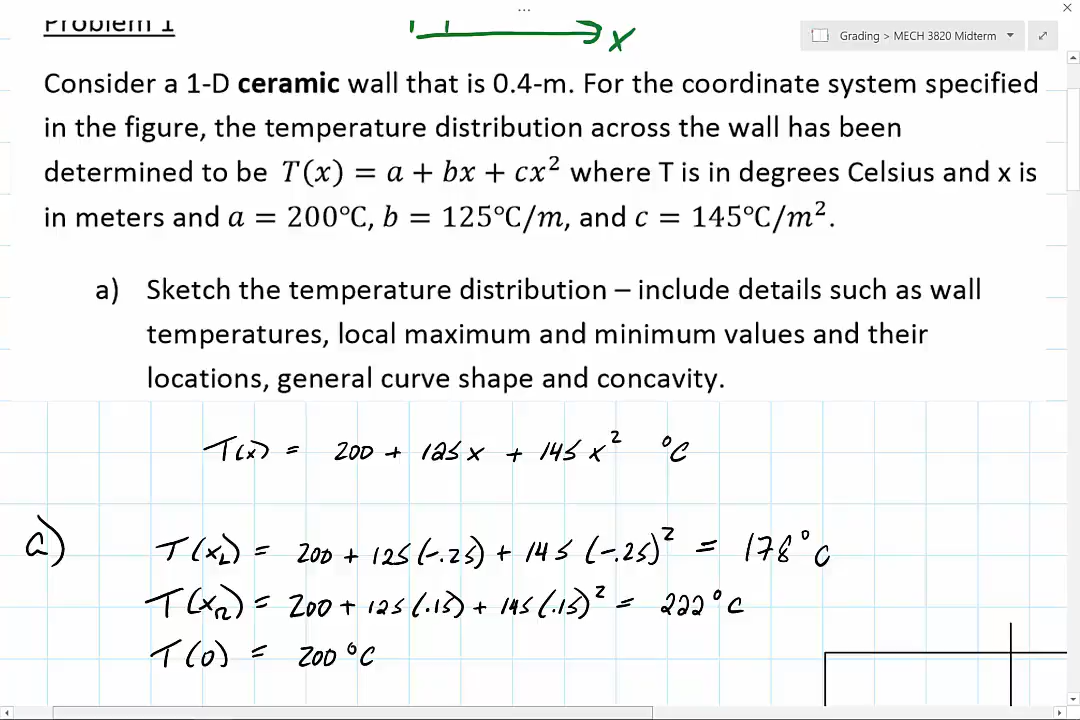 Problem 1
x
Grading > MECH 3820 Midterm
Consider a 1-D ceramic wall that is 0.4-m. For the coordinate system specified
in the figure, the temperature distribution across the wall has been
determined to be T(x) = a + bx + cx² where T is in degrees Celsius and x is
in meters and a = 200°C, b = 125°C/m, and c = 145°C/m².
a) Sketch the temperature distribution – include details such as wall
temperatures, local maximum and minimum values and their
locations, general curve shape and concavity.
T(x) = 200 + 125x + 145x² °C
a) T(x_L) = 200 + 125(-.25) + 145(-.25)² = 178°C
T(x_R) = 200 + 125(.15) + 145(.15)² = 222°C
T(0) = 200°C